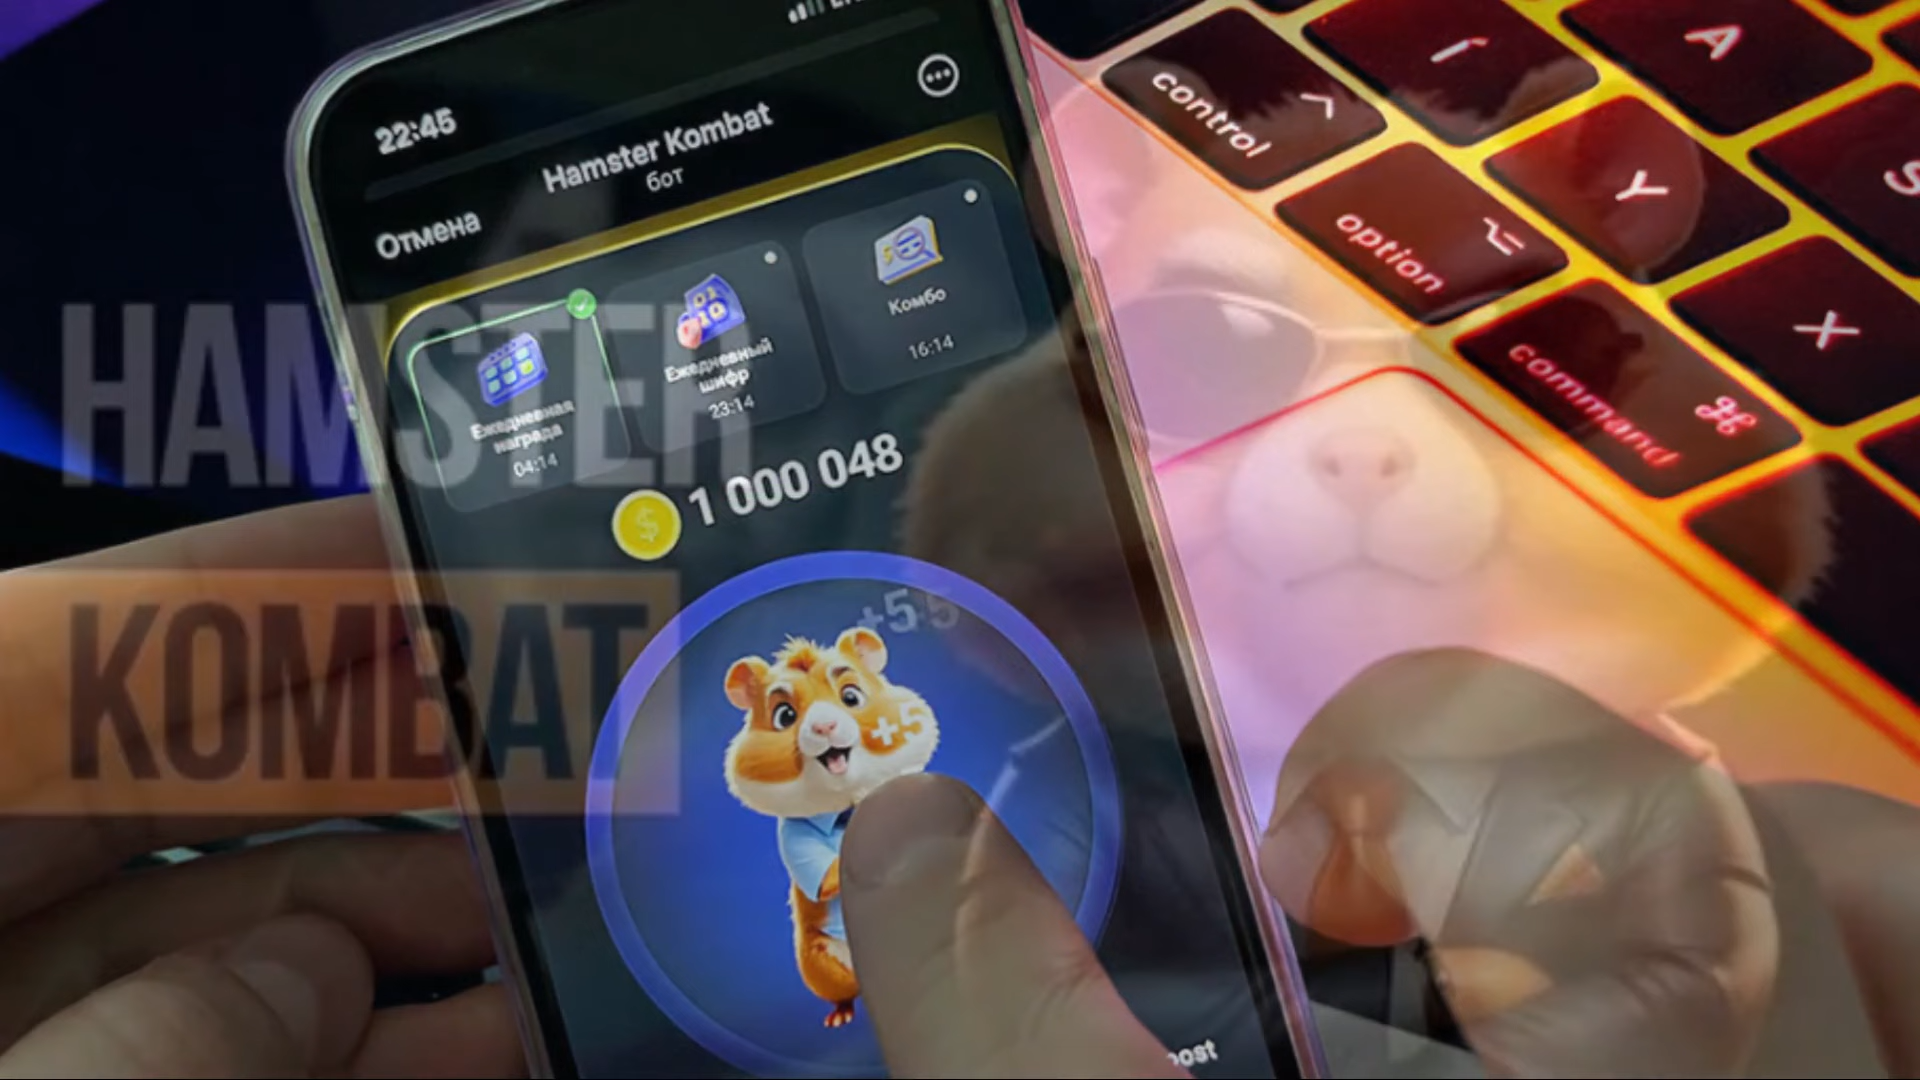 22:45
Hamster Kombat
бот
Отмена
Ежедневная
награда
04:14
Ежедневный
шифр
23:14
Комбо
16:14
$ 1 000 048
+5
+5
HAMSTER
KOMBAT
control
option
command
A
Y
X
S